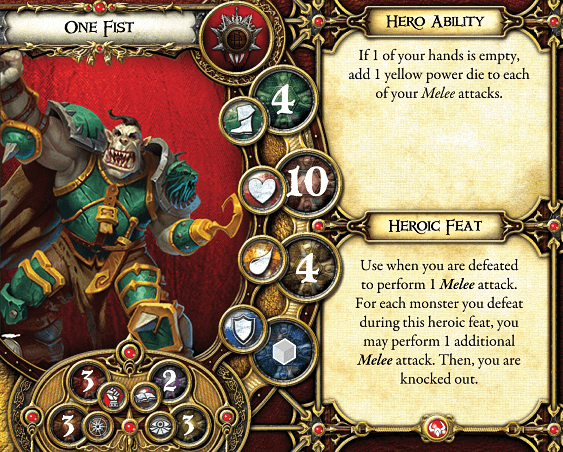 One Fist
4
10
4
3
2
3
3
Hero Ability
If 1 of your hands is empty,
add 1 yellow power die to each
of your Melee attacks.
Heroic Feat
Use when you are defeated
to perform 1 Melee attack.
For each monster you defeat
during this heroic feat, you
may perform 1 additional
Melee attack. Then, you are
knocked out.